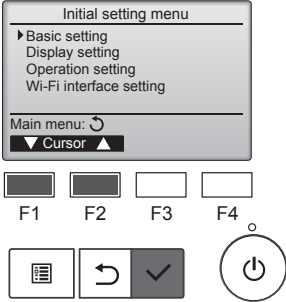 Initial setting menu
Basic setting
Display setting
Operation setting
Wi-Fi interface setting
Main menu:
Cursor
F1 F2 F3 F4